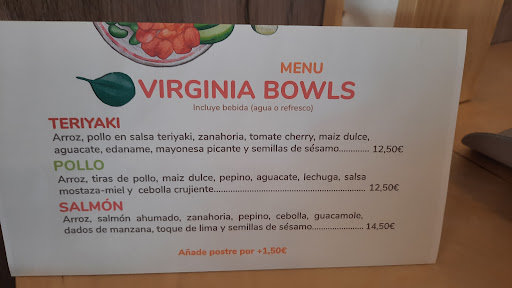 MENU
VIRGINIA BOWLS
incluye bebida (agua o refresco)
TERIYAKI
Arroz, pollo en salsa teriyaki, zanahoria, tomate cherry, maiz dulce,
aguacate, edaname, mayonesa picante y semillas de sésamo............. 12,50€
POLLO
Arroz, tiras de pollo, maiz dulce, pepino, aguacate, lechuga, salsa
mostaza-miel y cebolla crujiente................................................. 12,50€
SALMÓN
Arroz, salmón ahumado, zanahoria, pepino, cebolla, guacamole,
dados de manzana, toque de lima y semillas de sésamo...................... 14,50€
Añade postre por +1,50€